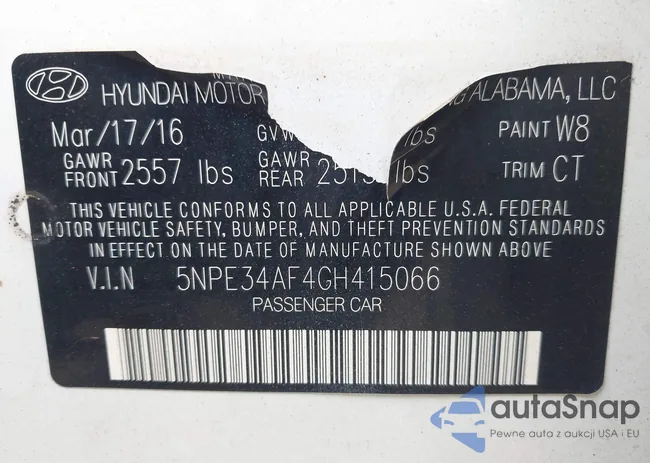 HYUNDAI MOTOR ALABAMA, LLC
Mar/17/16 GVW lbs PAINT W8
GAWR FRONT 2557 lbs GAWR REAR lbs TRIM CT
THIS VEHICLE CONFORMS TO ALL APPLICABLE U.S.A. FEDERAL
MOTOR VEHICLE SAFETY, BUMPER, AND THEFT PREVENTION STANDARDS
IN EFFECT ON THE DATE OF MANUFACTURE SHOWN ABOVE
V.I.N 5NPE34AF4GH415066
PASSENGER CAR
autaSnap
Pewne auta z aukcji USA i EU